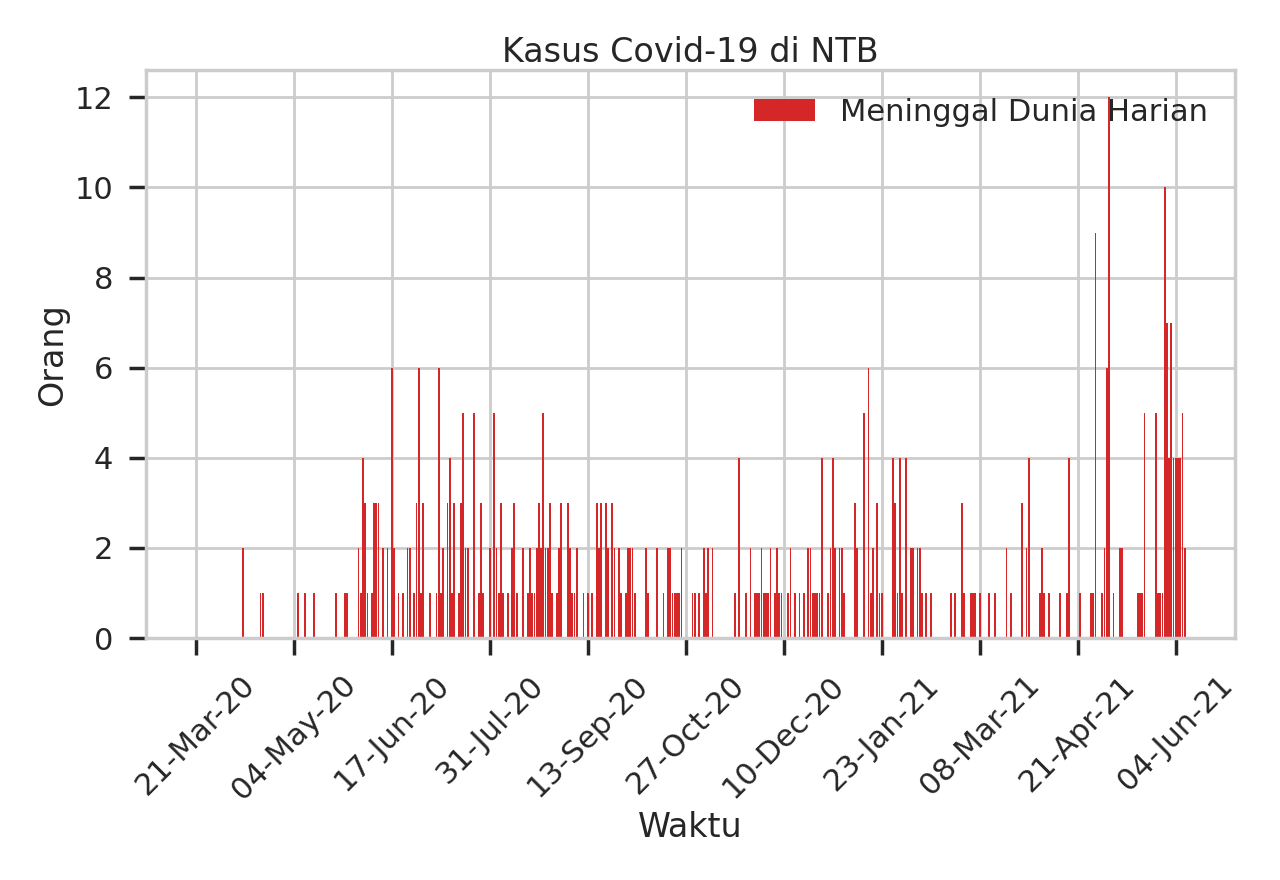 Kasus Covid-19 di NTB
Meninggal Dunia Harian
Orang
12
10
8
6
4
2
0
21-Mar-20
04-May-20
17-Jun-20
31-Jul-20
13-Sep-20
27-Oct-20
10-Dec-20
23-Jan-21
08-Mar-21
21-Apr-21
04-Jun-21
Waktu